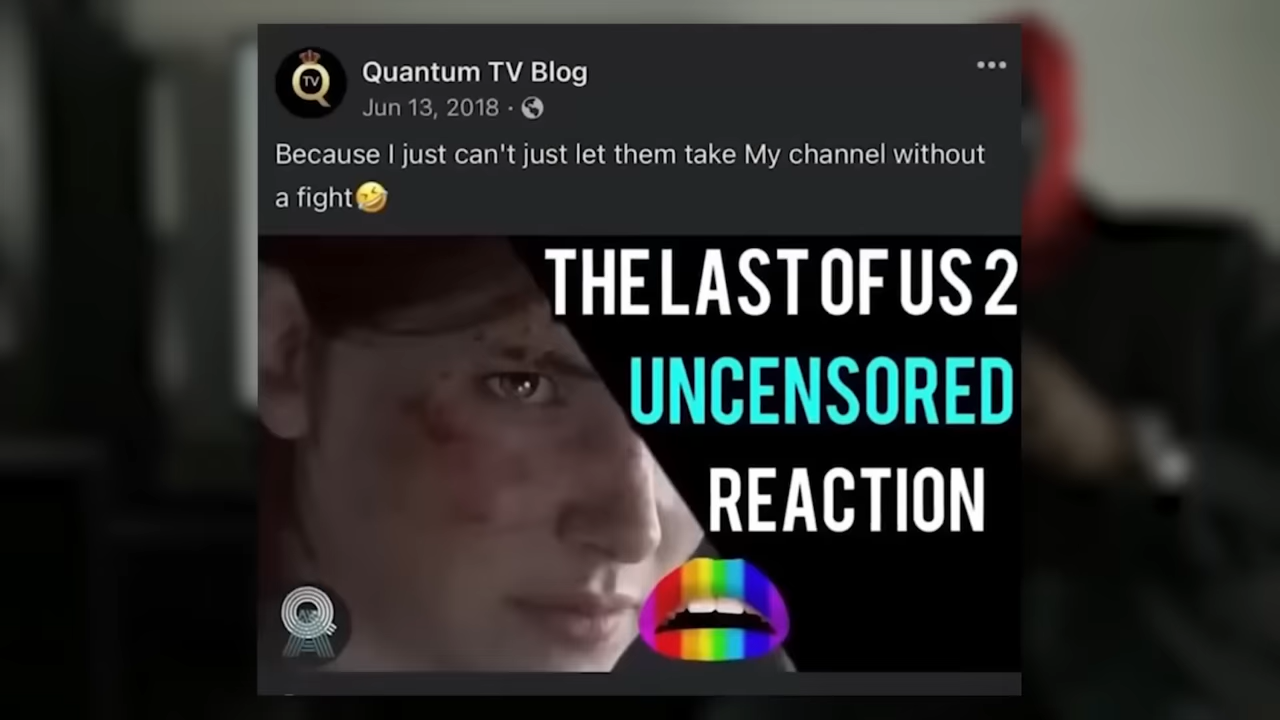 TV
Quantum TV Blog
Jun 13, 2018 ·
Because I just can't just let them take My channel without
a fight🤣
THE LAST OF US 2
UNCENSORED
REACTION